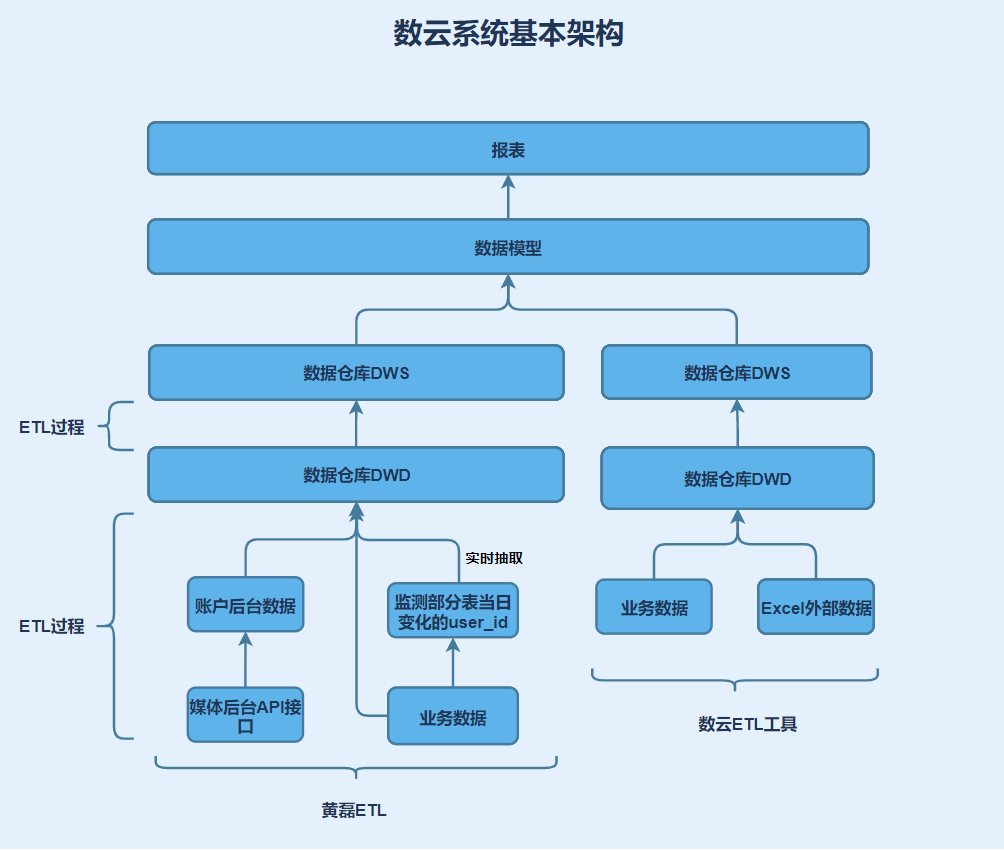 数云系统基本架构
报表
数据模型
数据仓库DWS
数据仓库DWS
ETL过程
数据仓库DWD
数据仓库DWD
实时抽取
账户后台数据
监测部分表当日
变化的user_id
业务数据
Excel外部数据
ETL过程
媒体后台API接
口
业务数据
数云ETL工具
黄磊ETL